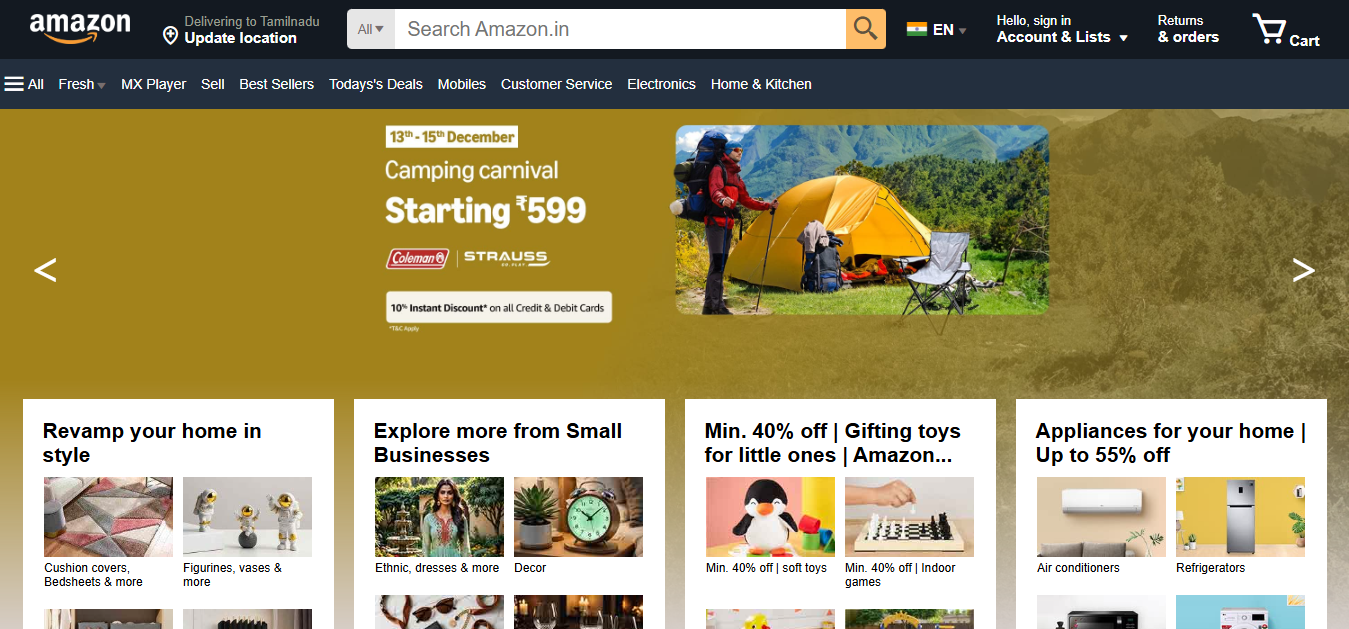 amazon
Delivering to Tamilnadu
Update location
All
Search Amazon.in
EN
Hello, sign in
Account & Lists
Returns
& orders
Cart
All
Fresh
MX Player
Sell
Best Sellers
Todays's Deals
Mobiles
Customer Service
Electronics
Home & Kitchen
13th - 15th December
Camping carnival
Starting ₹599
Coleman | STRAUSS
GO. PLAY.
10% Instant Discount* on all Credit & Debit Cards
*T&C Apply
<
>
Revamp your home in
style
Cushion covers,
Bedsheets & more
Figurines, vases &
more
Explore more from Small
Businesses
Ethnic, dresses & more
Decor
Min. 40% off | Gifting toys
for little ones | Amazon...
Min. 40% off | soft toys
Min. 40% off | Indoor
games
Appliances for your home |
Up to 55% off
Air conditioners
Refrigerators